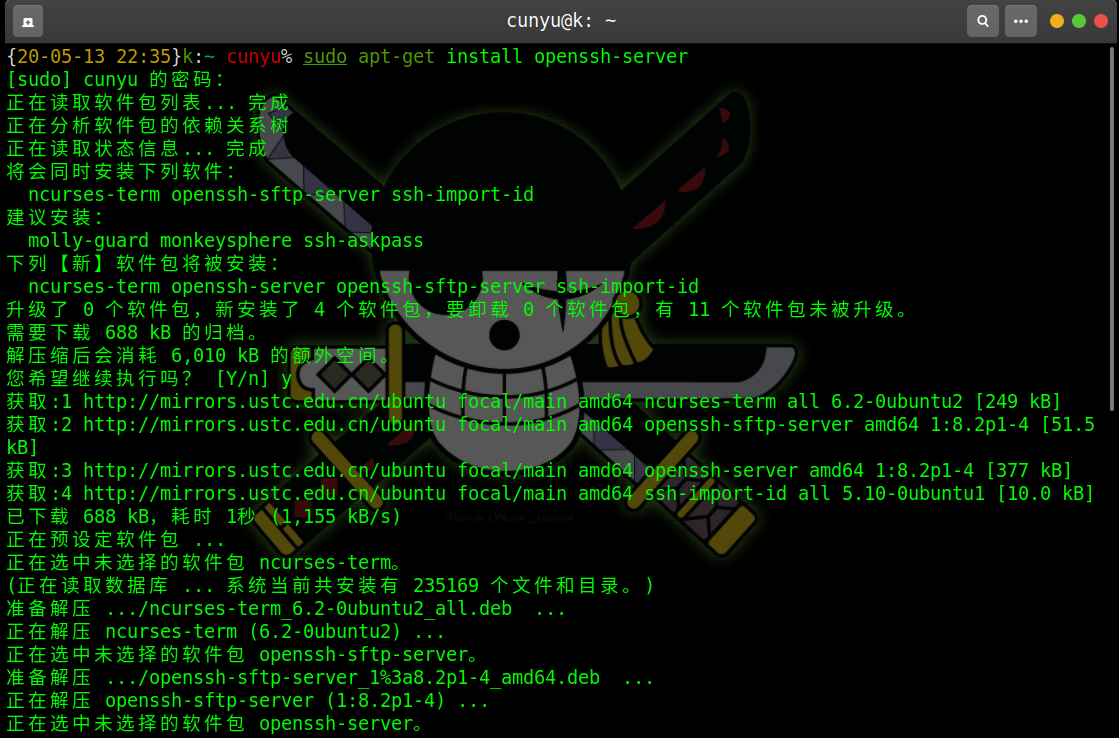 cunyu@k: ~
{20-05-13 22:35}k:~ cunyu% sudo apt-get install openssh-server
[sudo] cunyu 的密码：
正在读取软件包列表... 完成
正在分析软件包的依赖关系树
正在读取状态信息... 完成
将会同时安装下列软件：
  ncurses-term openssh-sftp-server ssh-import-id
建议安装：
  molly-guard monkeysphere ssh-askpass
下列【新】软件包将被安装：
  ncurses-term openssh-server openssh-sftp-server ssh-import-id
升级了 0 个软件包，新安装了 4 个软件包，要卸载 0 个软件包，有 11 个软件包未被升级。
需要下载 688 kB 的归档。
解压缩后会消耗 6,010 kB 的额外空间。
您希望继续执行吗？ [Y/n] y
获取:1 http://mirrors.ustc.edu.cn/ubuntu focal/main amd64 ncurses-term all 6.2-0ubuntu2 [249 kB]
获取:2 http://mirrors.ustc.edu.cn/ubuntu focal/main amd64 openssh-sftp-server amd64 1:8.2p1-4 [51.5
kB]
获取:3 http://mirrors.ustc.edu.cn/ubuntu focal/main amd64 openssh-server amd64 1:8.2p1-4 [377 kB]
获取:4 http://mirrors.ustc.edu.cn/ubuntu focal/main amd64 ssh-import-id all 5.10-0ubuntu1 [10.0 kB]
已下载 688 kB，耗时 1秒 (1,155 kB/s)
正在预设定软件包 ...
正在选中未选择的软件包 ncurses-term。
(正在读取数据库 ... 系统当前共安装有 235169 个文件和目录。)
准备解压 .../ncurses-term_6.2-0ubuntu2_all.deb  ...
正在解压 ncurses-term (6.2-0ubuntu2) ...
正在选中未选择的软件包 openssh-sftp-server。
准备解压 .../openssh-sftp-server_1%3a8.2p1-4_amd64.deb  ...
正在解压 openssh-sftp-server (1:8.2p1-4) ...
正在选中未选择的软件包 openssh-server。